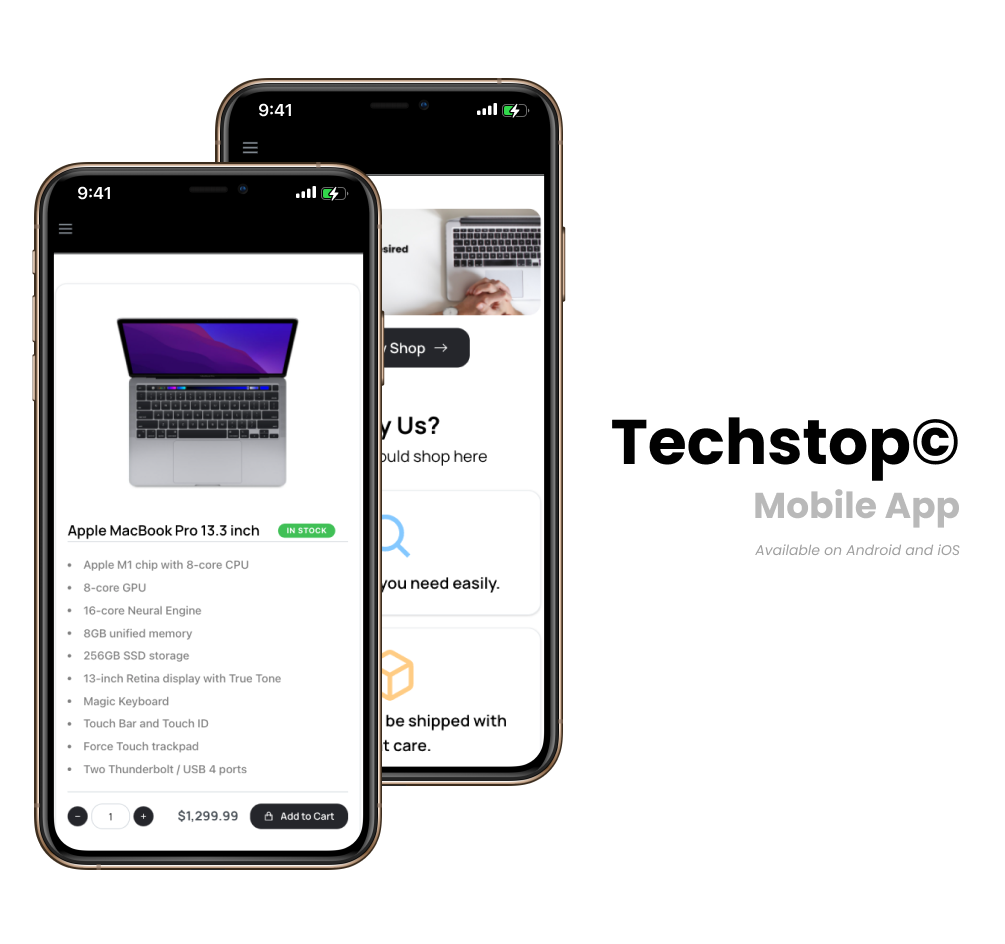 9:41
esired
Shop
y Us?
ould shop here
you need easily.
be shipped with
t care.
9:41
Apple MacBook Pro 13.3 inch
IN STOCK
• Apple M1 chip with 8-core CPU
• 8-core GPU
• 16-core Neural Engine
• 8GB unified memory
• 256GB SSD storage
• 13-inch Retina display with True Tone
• Magic Keyboard
• Touch Bar and Touch ID
• Force Touch trackpad
• Two Thunderbolt / USB 4 ports
− 1 + $1,299.99 Add to Cart
Techstop©
Mobile App
Available on Android and iOS